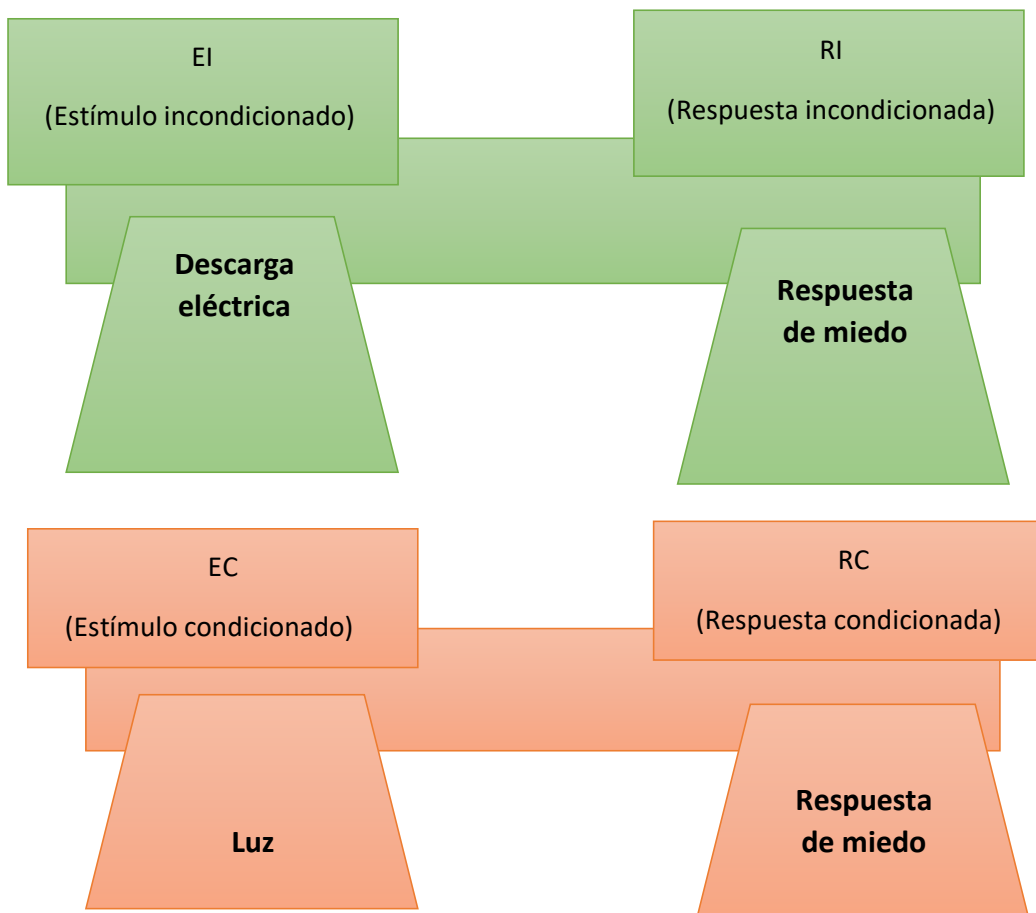 EI
(Estímulo incondicionado)
RI
(Respuesta incondicionada)
Descarga
eléctrica
Respuesta
de miedo
EC
(Estímulo condicionado)
RC
(Respuesta condicionada)
Luz
Respuesta
de miedo